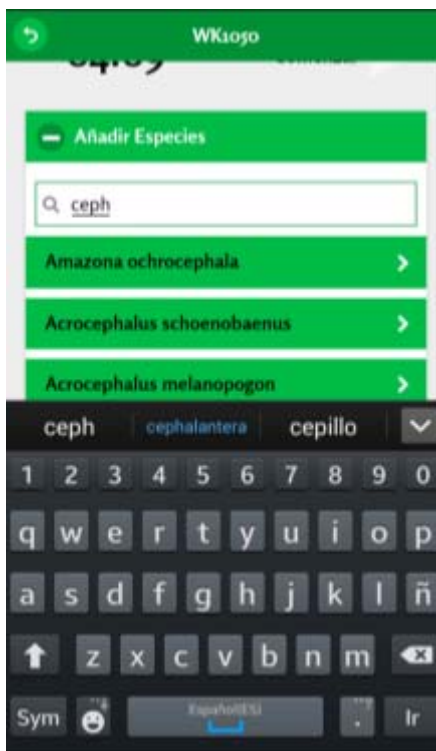 WK1050
Añadir Especies
ceph
Amazona ochrocephala
Acrocephalus schoenobaenus
Acrocephalus melanopogon
ceph cephalantera cepillo
1 2 3 4 5 6 7 8 9 0
q w e r t y u i o p
a s d f g h j k l ñ
z x c v b n m
Sym Español(ES) . Ir